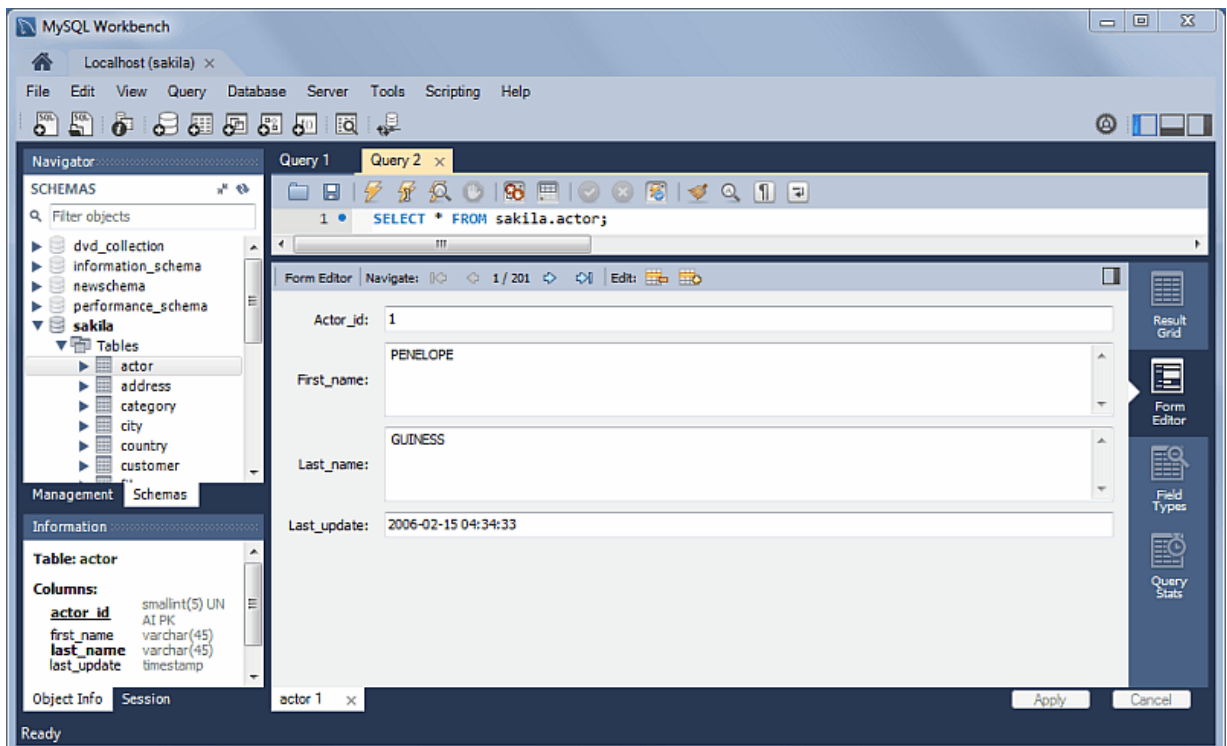 MySQL Workbench
Localhost (sakila)
File Edit View Query Database Server Tools Scripting Help
Navigator
SCHEMAS
Filter objects
dvd_collection
information_schema
newschema
performance_schema
sakila
Tables
actor
address
category
city
country
customer
Management Schemas
Information
Table: actor
Columns:
actor_id smallint(5) UN
AI PK
first_name varchar(45)
last_name varchar(45)
last_update timestamp
Object Info Session
Query 1 Query 2
1 SELECT * FROM sakila.actor;
Form Editor Navigate: 1 / 201 Edit:
Actor_id: 1
First_name: PENELOPE
Last_name: GUINESS
Last_update: 2006-02-15 04:34:33
Result
Grid
Form
Editor
Field
Types
Query
Stats
actor 1 Apply Cancel
Ready